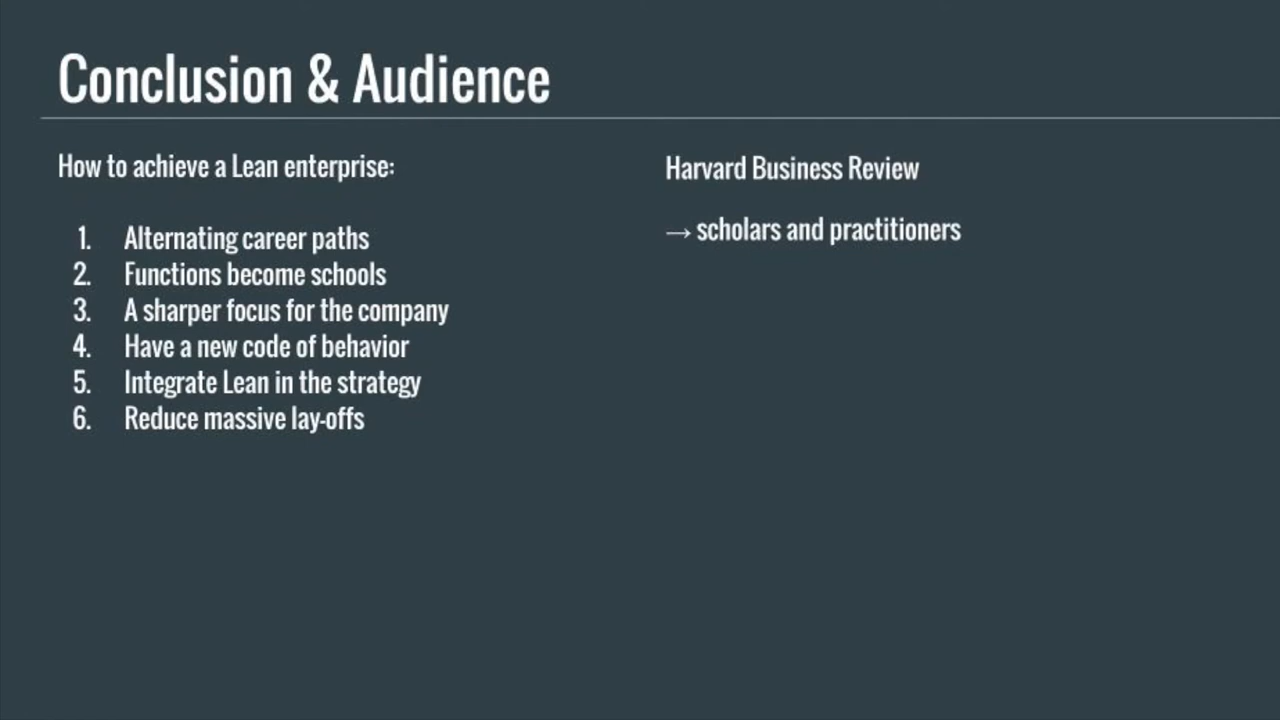 Conclusion & Audience
How to achieve a Lean enterprise:
1. Alternating career paths
2. Functions become schools
3. A sharper focus for the company
4. Have a new code of behavior
5. Integrate Lean in the strategy
6. Reduce massive lay-offs
Harvard Business Review
→ scholars and practitioners